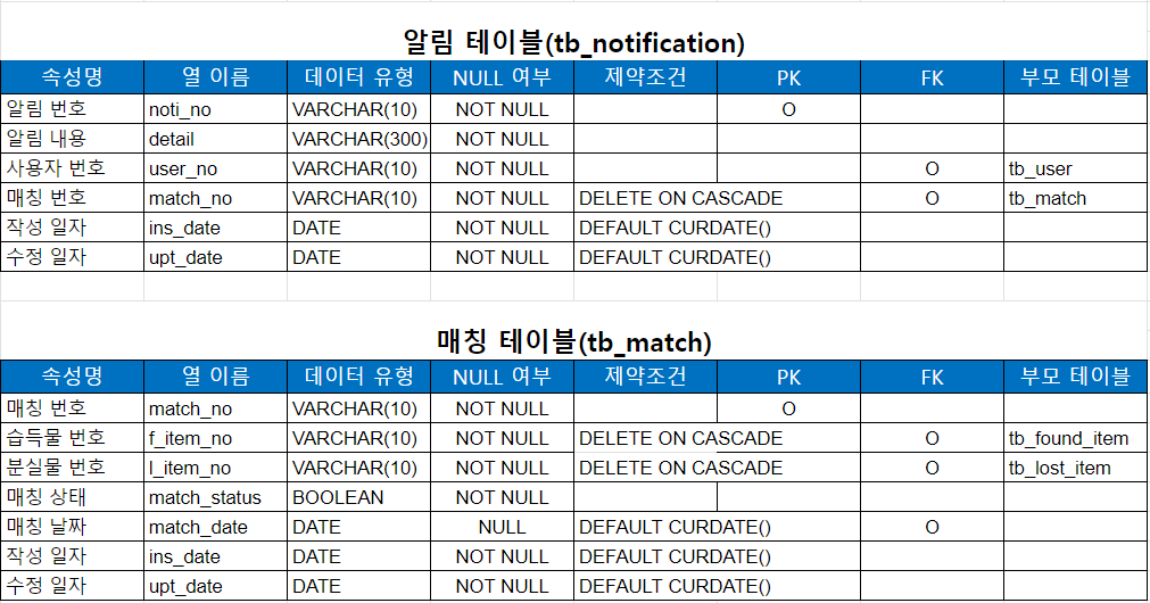 알림 테이블(tb_notification)
속성명 열 이름 데이터 유형 NULL 여부 제약조건 PK FK 부모 테이블
알림 번호 noti_no VARCHAR(10) NOT NULL O
알림 내용 detail VARCHAR(300) NOT NULL
사용자 번호 user_no VARCHAR(10) NOT NULL O tb_user
매칭 번호 match_no VARCHAR(10) NOT NULL DELETE ON CASCADE O tb_match
작성 일자 ins_date DATE NOT NULL DEFAULT CURDATE()
수정 일자 upt_date DATE NOT NULL DEFAULT CURDATE()
매칭 테이블(tb_match)
속성명 열 이름 데이터 유형 NULL 여부 제약조건 PK FK 부모 테이블
매칭 번호 match_no VARCHAR(10) NOT NULL O
습득물 번호 f_item_no VARCHAR(10) NOT NULL DELETE ON CASCADE O tb_found_item
분실물 번호 l_item_no VARCHAR(10) NOT NULL DELETE ON CASCADE O tb_lost_item
매칭 상태 match_status BOOLEAN NOT NULL
매칭 날짜 match_date DATE NULL DEFAULT CURDATE() O
작성 일자 ins_date DATE NOT NULL DEFAULT CURDATE()
수정 일자 upt_date DATE NOT NULL DEFAULT CURDATE()